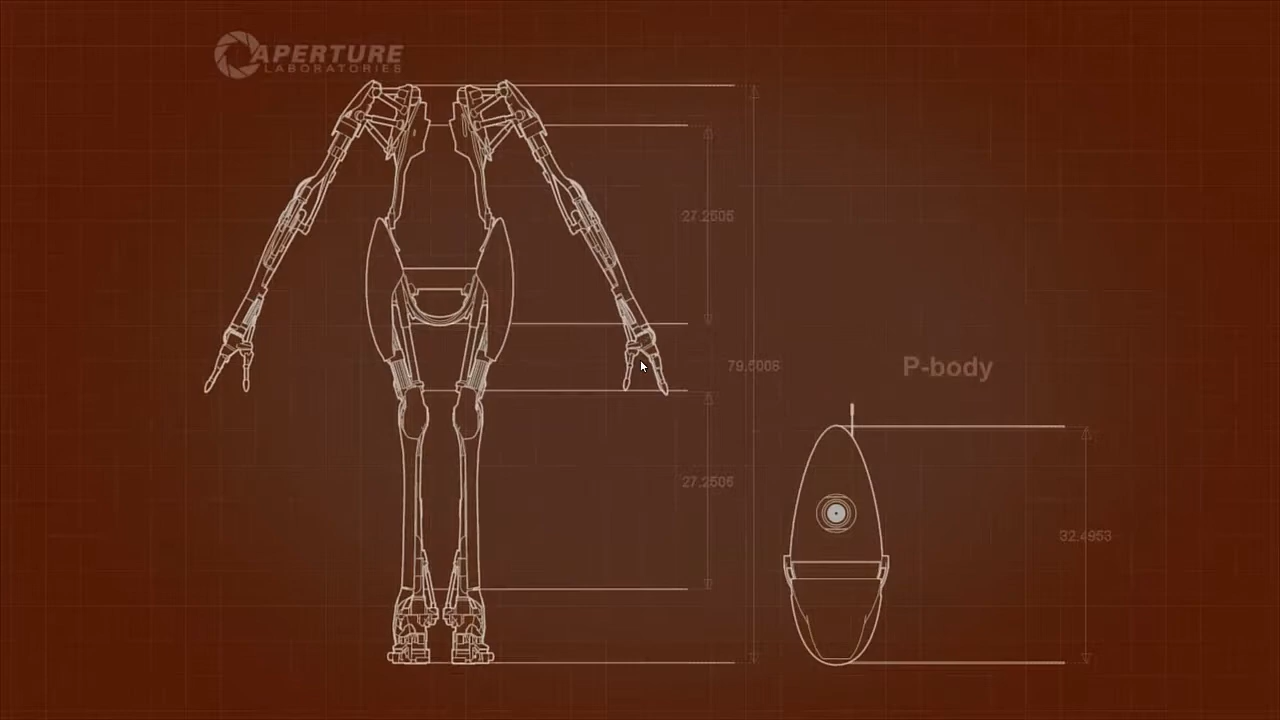 APERTURE
LABORATORIES
27.2505
79.5006
P-body
27.2505
32.4953